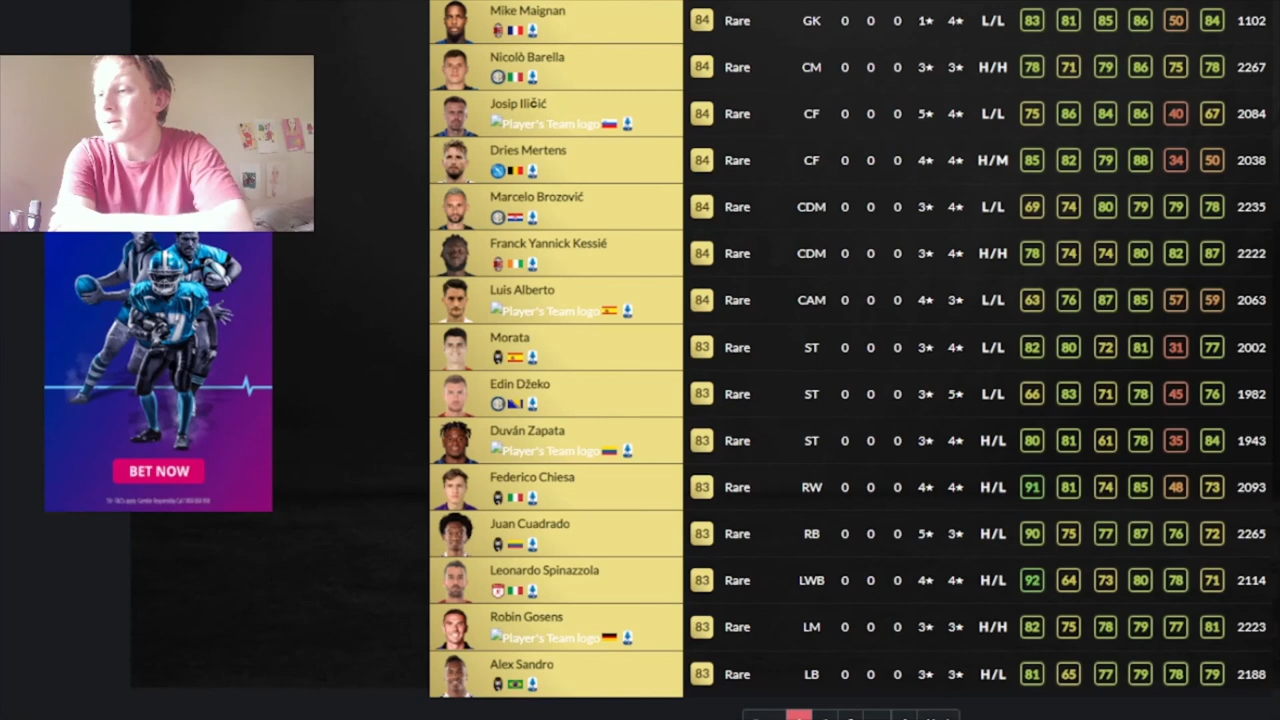 Mike Maignan 84 Rare GK 0 0 0 1★ 4★ L/L 83 81 85 86 50 84 1102
Nicolò Barella 84 Rare CM 0 0 0 3★ 3★ H/H 78 71 79 86 75 78 2267
Josip Iličić 84 Rare CF 0 0 0 5★ 4★ L/L 75 86 84 86 40 67 2084
Player's Team logo
Dries Mertens 84 Rare CF 0 0 0 4★ 4★ H/M 85 82 79 88 34 50 2038
Marcelo Brozović 84 Rare CDM 0 0 0 3★ 4★ L/L 69 74 80 79 79 78 2235
Franck Yannick Kessié 84 Rare CDM 0 0 0 3★ 4★ H/H 78 74 74 80 82 87 2222
Luis Alberto 84 Rare CAM 0 0 0 4★ 3★ L/L 63 76 87 85 57 59 2063
Player's Team logo
Morata 83 Rare ST 0 0 0 3★ 4★ L/L 82 80 72 81 31 77 2002
Edin Džeko 83 Rare ST 0 0 0 3★ 5★ L/L 66 83 71 78 45 76 1982
Duván Zapata 83 Rare ST 0 0 0 3★ 4★ H/L 80 81 61 78 35 84 1943
Player's Team logo
Federico Chiesa 83 Rare RW 0 0 0 4★ 4★ H/L 91 81 74 85 48 73 2093
Juan Cuadrado 83 Rare RB 0 0 0 5★ 3★ H/L 90 75 77 87 76 72 2265
Leonardo Spinazzola 83 Rare LWB 0 0 0 4★ 4★ H/L 92 64 73 80 78 71 2114
Robin Gosens 83 Rare LM 0 0 0 3★ 3★ H/H 82 75 78 79 77 81 2223
Player's Team logo
Alex Sandro 83 Rare LB 0 0 0 3★ 3★ H/L 81 65 77 79 78 79 2188
BET NOW